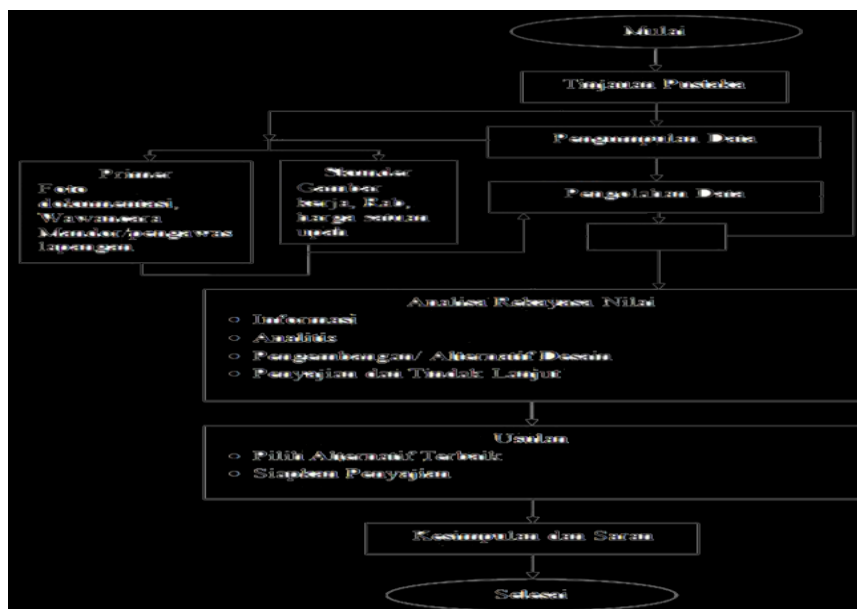 Mulai
Tinjauan Pustaka
Pengumpulan Data
Primer
Foto
dokumentasi,
Wawancara
Mandor/pengawas
lapangan
Skunder
Gambar
kerja, Rab,
harga satuan
upah
Pengolahan Data
Analisa Rekayasa Nilai
Informasi
Analitis
Pengembangan/ Alternatif Desain
Penyajian dan Tindak Lanjut
Usulan
Pilih Alternatif Terbaik
Siapkan Penyajian
Kesimpulan dan Saran
Selesai